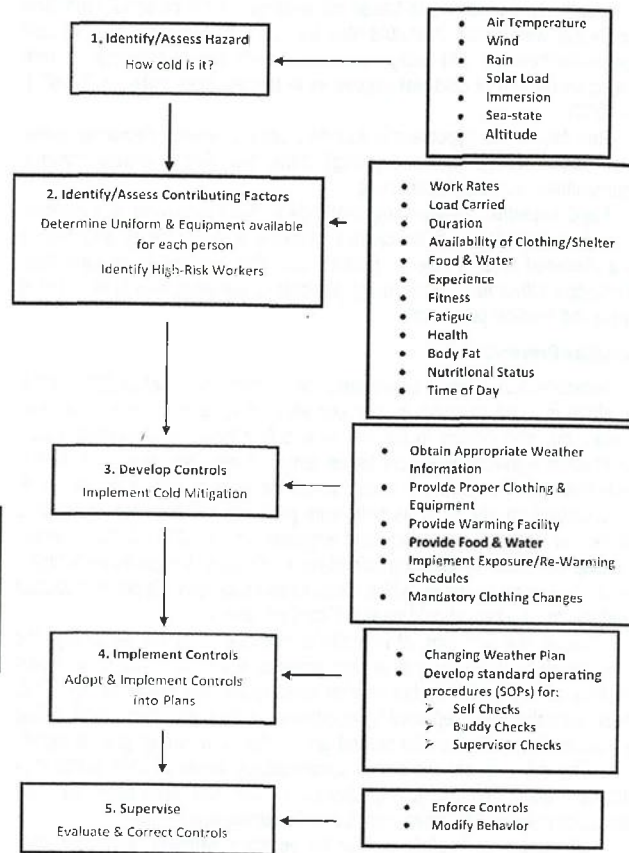 1. Identify/Assess Hazard
How cold is it?
• Air Temperature
• Wind
• Rain
• Solar Load
• Immersion
• Sea-state
• Altitude
2. Identify/Assess Contributing Factors
Determine Uniform & Equipment available
for each person
Identify High-Risk Workers
• Work Rates
• Load Carried
• Duration
• Availability of Clothing/Shelter
• Food & Water
• Experience
• Fitness
• Fatigue
• Health
• Body Fat
• Nutritional Status
• Time of Day
3. Develop Controls
Implement Cold Mitigation
• Obtain Appropriate Weather
Information
• Provide Proper Clothing &
Equipment
• Provide Warming Facility
• Provide Food & Water
• Implement Exposure/Re-Warming
Schedules
• Mandatory Clothing Changes
4. Implement Controls
Adopt & Implement Controls
into Plans
• Changing Weather Plan
• Develop standard operating
procedures (SOPs) for:
➢ Self Checks
➢ Buddy Checks
➢ Supervisor Checks
5. Supervise
Evaluate & Correct Controls
• Enforce Controls
• Modify Behavior